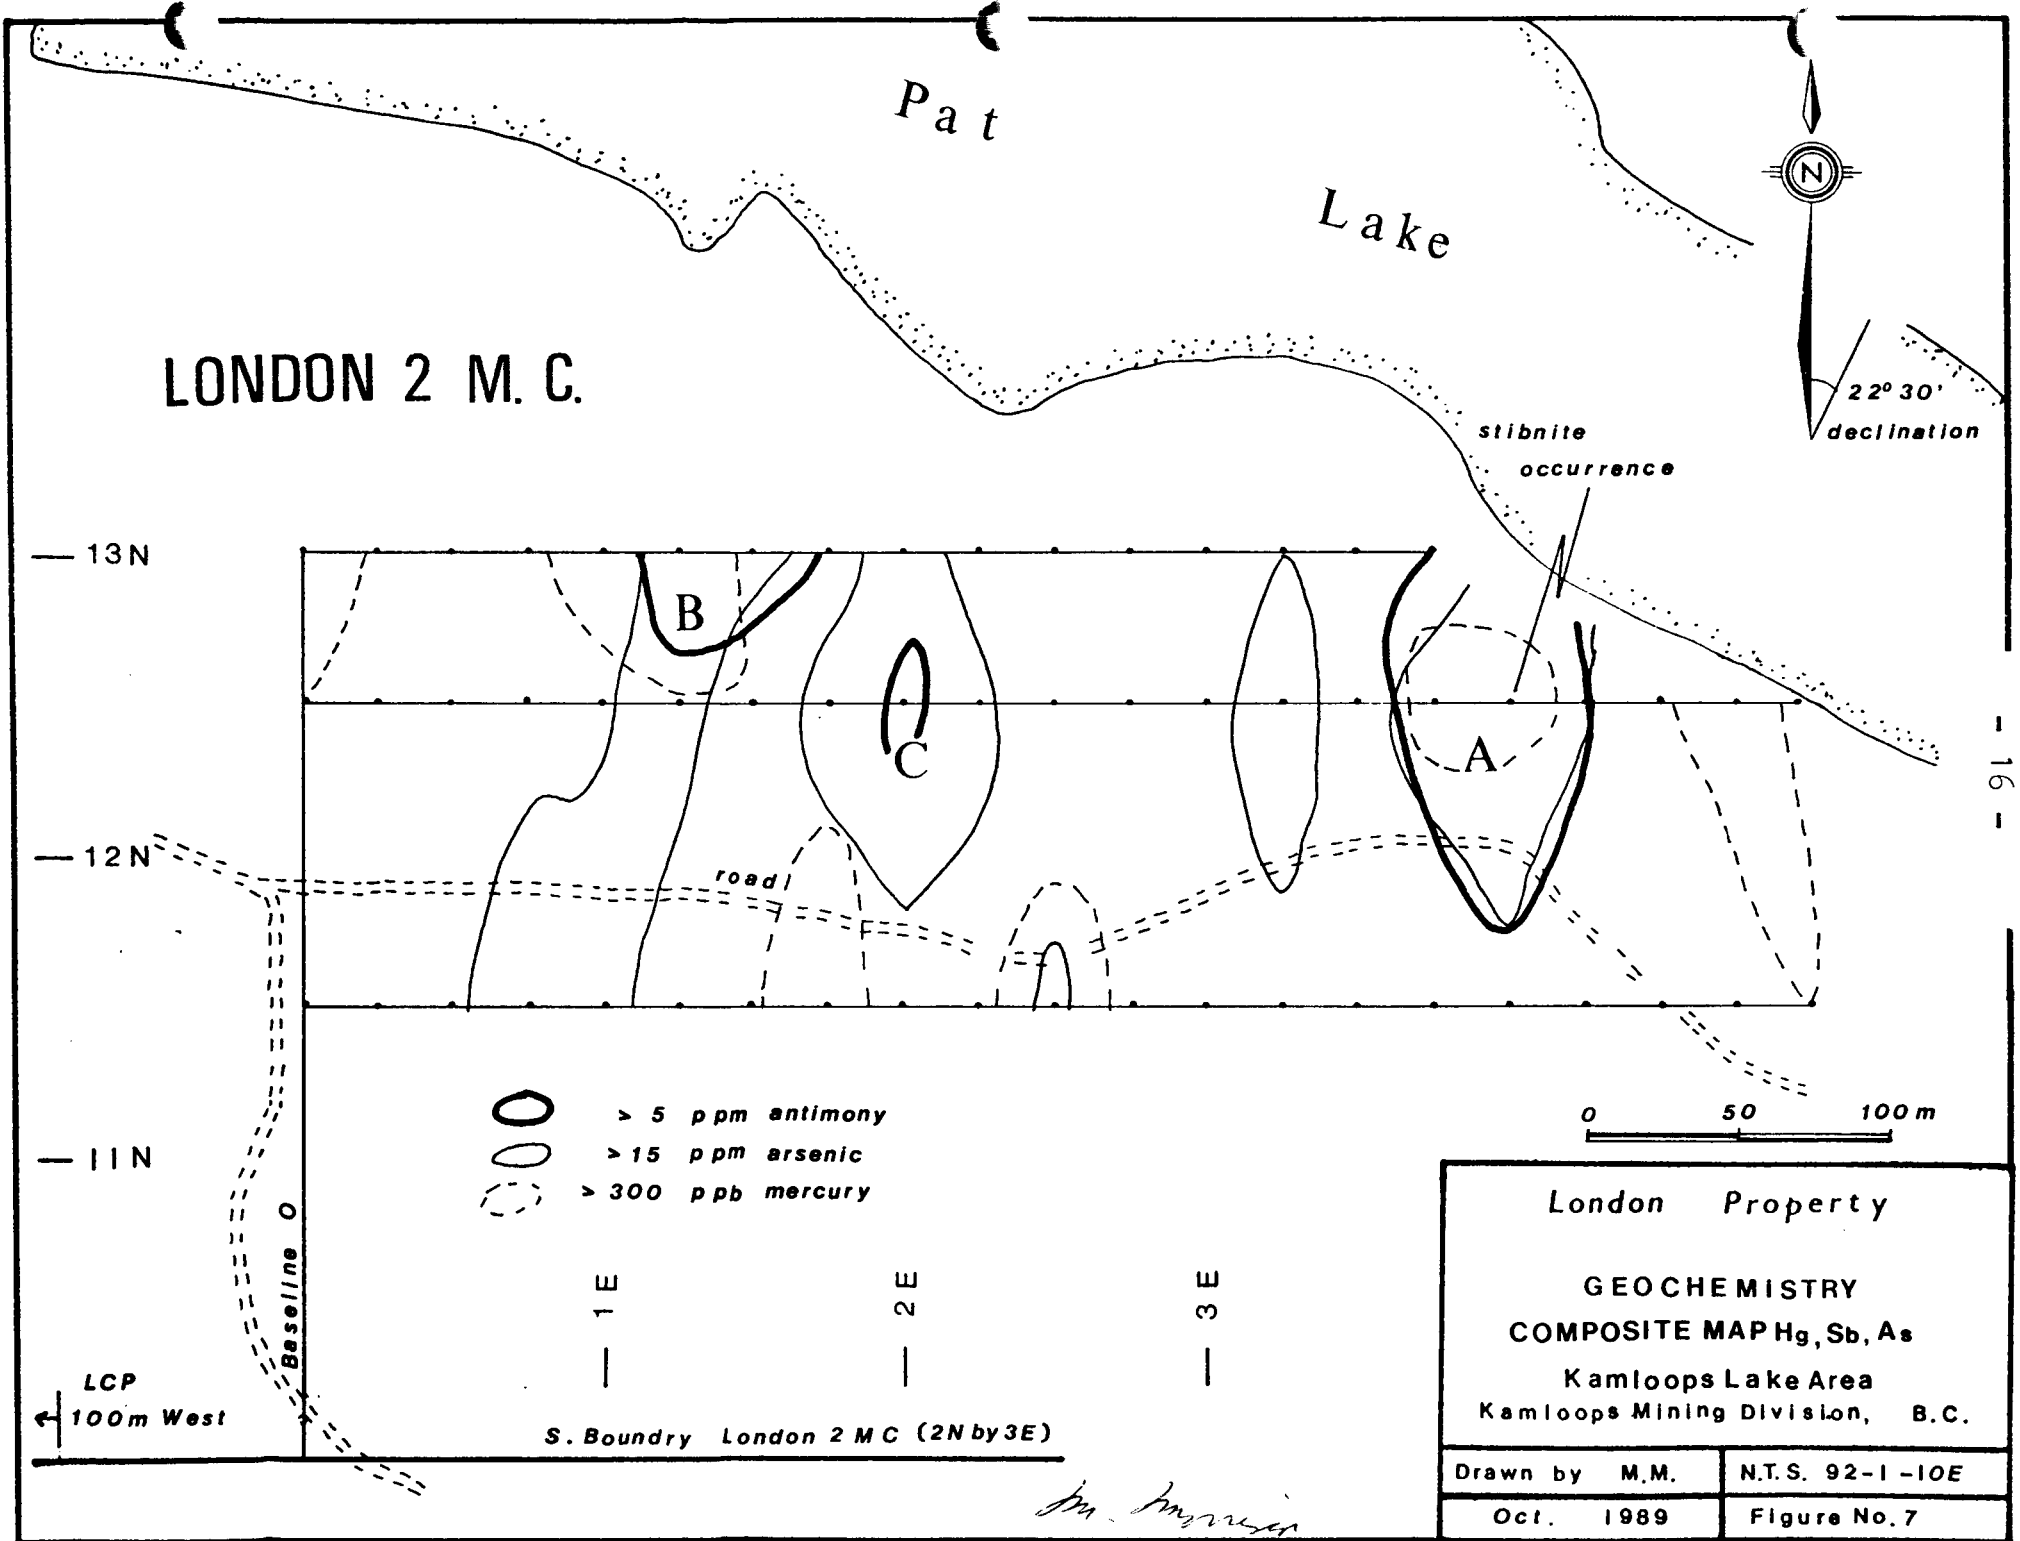 Pat
Lake
N
LONDON 2 M. C.
22° 30'
declination
stibnite
occurrence
13N
B
C
A
- 16 -
12N
road
> 5 ppm antimony
> 15 ppm arsenic
> 300 ppb mercury
0 50 100m
11N
Baseline 0
1E
2E
3E
LCP
100m West
S. Boundry London 2 MC (2N by 3E)
London Property
GEOCHEMISTRY
COMPOSITE MAP Hg, Sb, As
Kamloops Lake Area
Kamloops Mining Division, B.C.
Drawn by M.M.
N.T.S. 92-1-10E
Oct. 1989
Figure No. 7